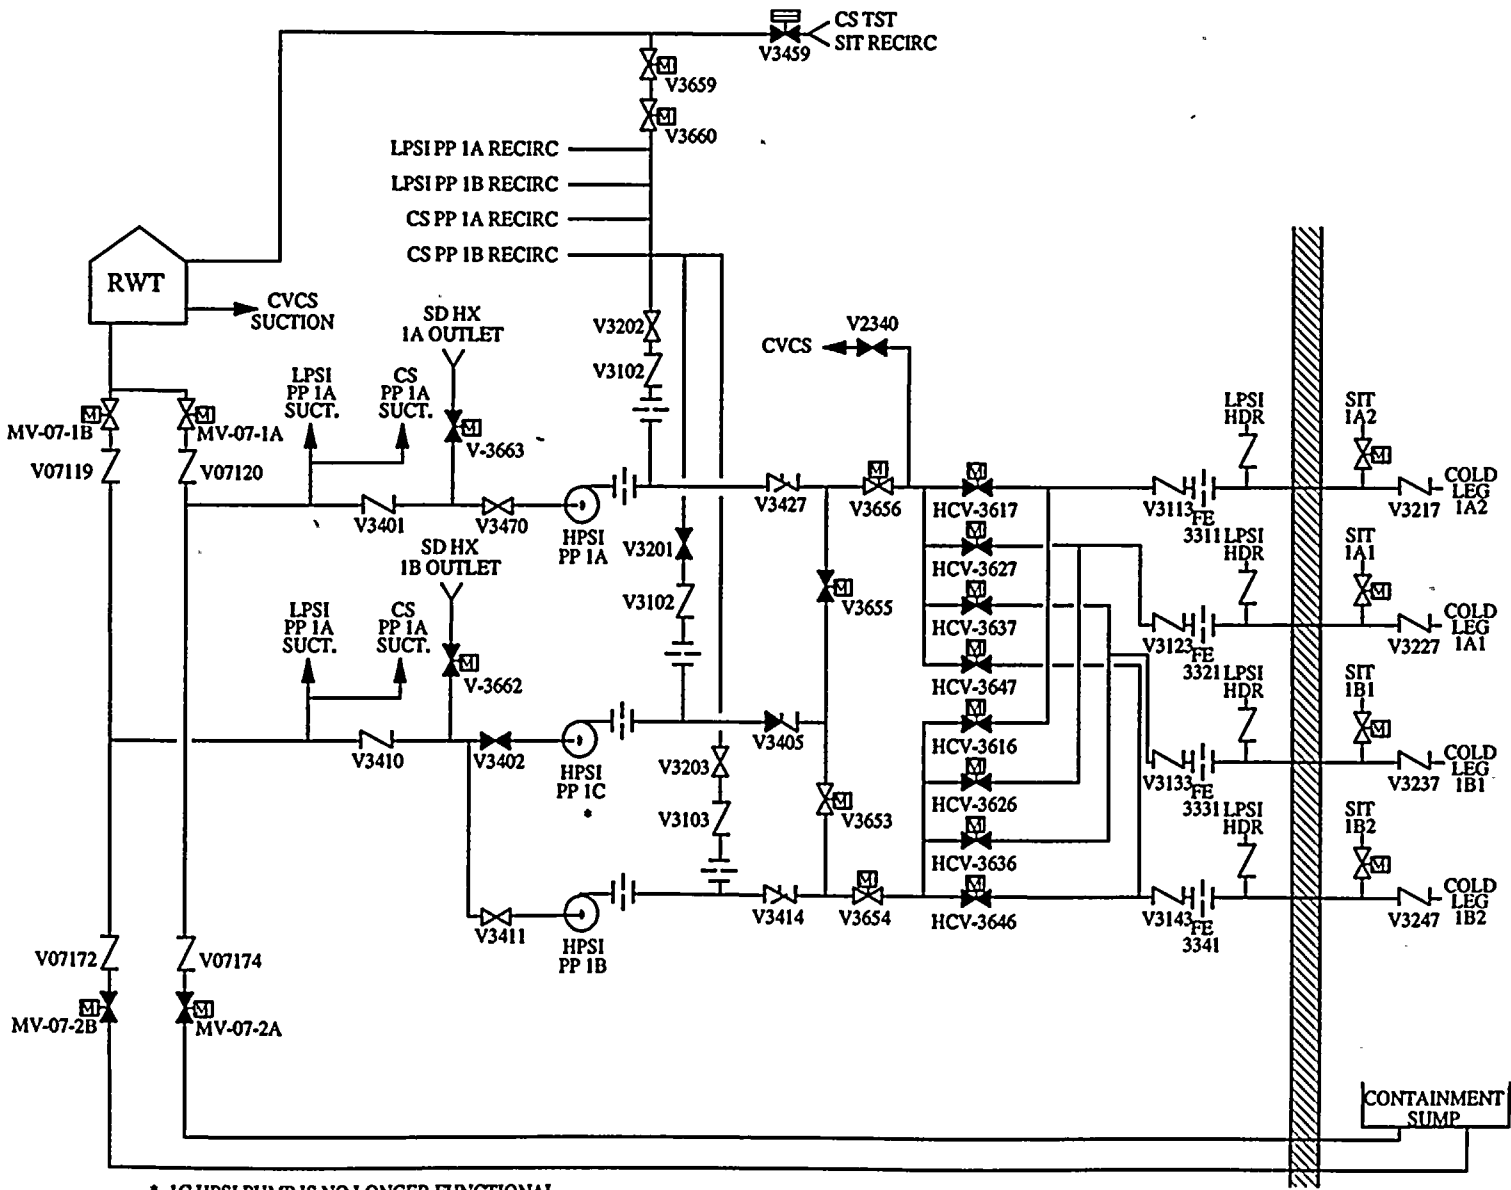 CS TST
SIT RECIRC
V3459
M
V3659
M
V3660
LPSI PP 1A RECIRC
LPSI PP 1B RECIRC
CS PP 1A RECIRC
CS PP 1B RECIRC
RWT
CVCS
SUCTION
SD HX
1A OUTLET
V3202
V3102
V2340
CVCS
LPSI
PP 1A
SUCT.
CS
PP 1A
SUCT.
M
MV-07-1B
M
MV-07-1A
M
V-3663
V07119
V07120
V3401
V3470
HPSI
PP 1A
V3427
M
V3656
M
HCV-3617
LPSI
HDR
SIT
1A2
M
V3113
FE
3311
V3217
COLD
LEG
1A2
SD HX
1B OUTLET
V3201
V3102
M
V3655
M
HCV-3627
M
HCV-3637
M
HCV-3647
LPSI
HDR
SIT
1A1
M
V3123
FE
3321
V3227
COLD
LEG
1A1
LPSI
PP 1A
SUCT.
CS
PP 1A
SUCT.
M
V-3662
V3410
V3402
HPSI
PP 1C
*
V3405
M
HCV-3616
M
HCV-3626
M
HCV-3636
M
HCV-3646
LPSI
HDR
SIT
1B1
M
V3133
FE
3331
V3237
COLD
LEG
1B1
V3203
V3103
M
V3653
V3411
HPSI
PP 1B
V3414
M
V3654
LPSI
HDR
SIT
1B2
M
V3143
FE
3341
V3247
COLD
LEG
1B2
V07172
V07174
M
MV-07-2B
M
MV-07-2A
CONTAINMENT
SUMP
* 1C HPSI PUMP IS NO LONGER FUNCTIONAL